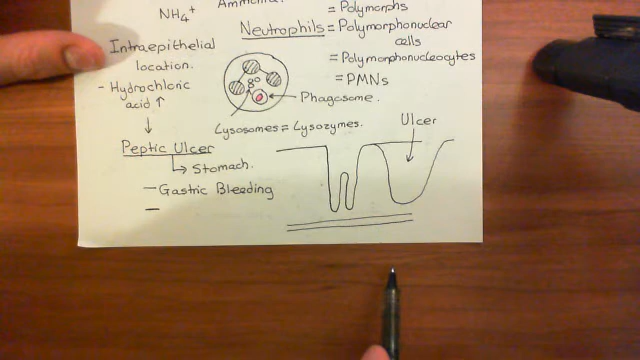 NH4+
Ammonia.
= Polymorphs
Neutrophils = Polymorphonuclear
cells
= Polymorphonucleocytes
= PMNs
Intraepithelial
location.
- Hydrochloric
acid ↑
↓
Peptic Ulcer
→ Stomach.
— Gastric Bleeding
—
Phagosome.
Lysosomes = Lysozymes.
Ulcer